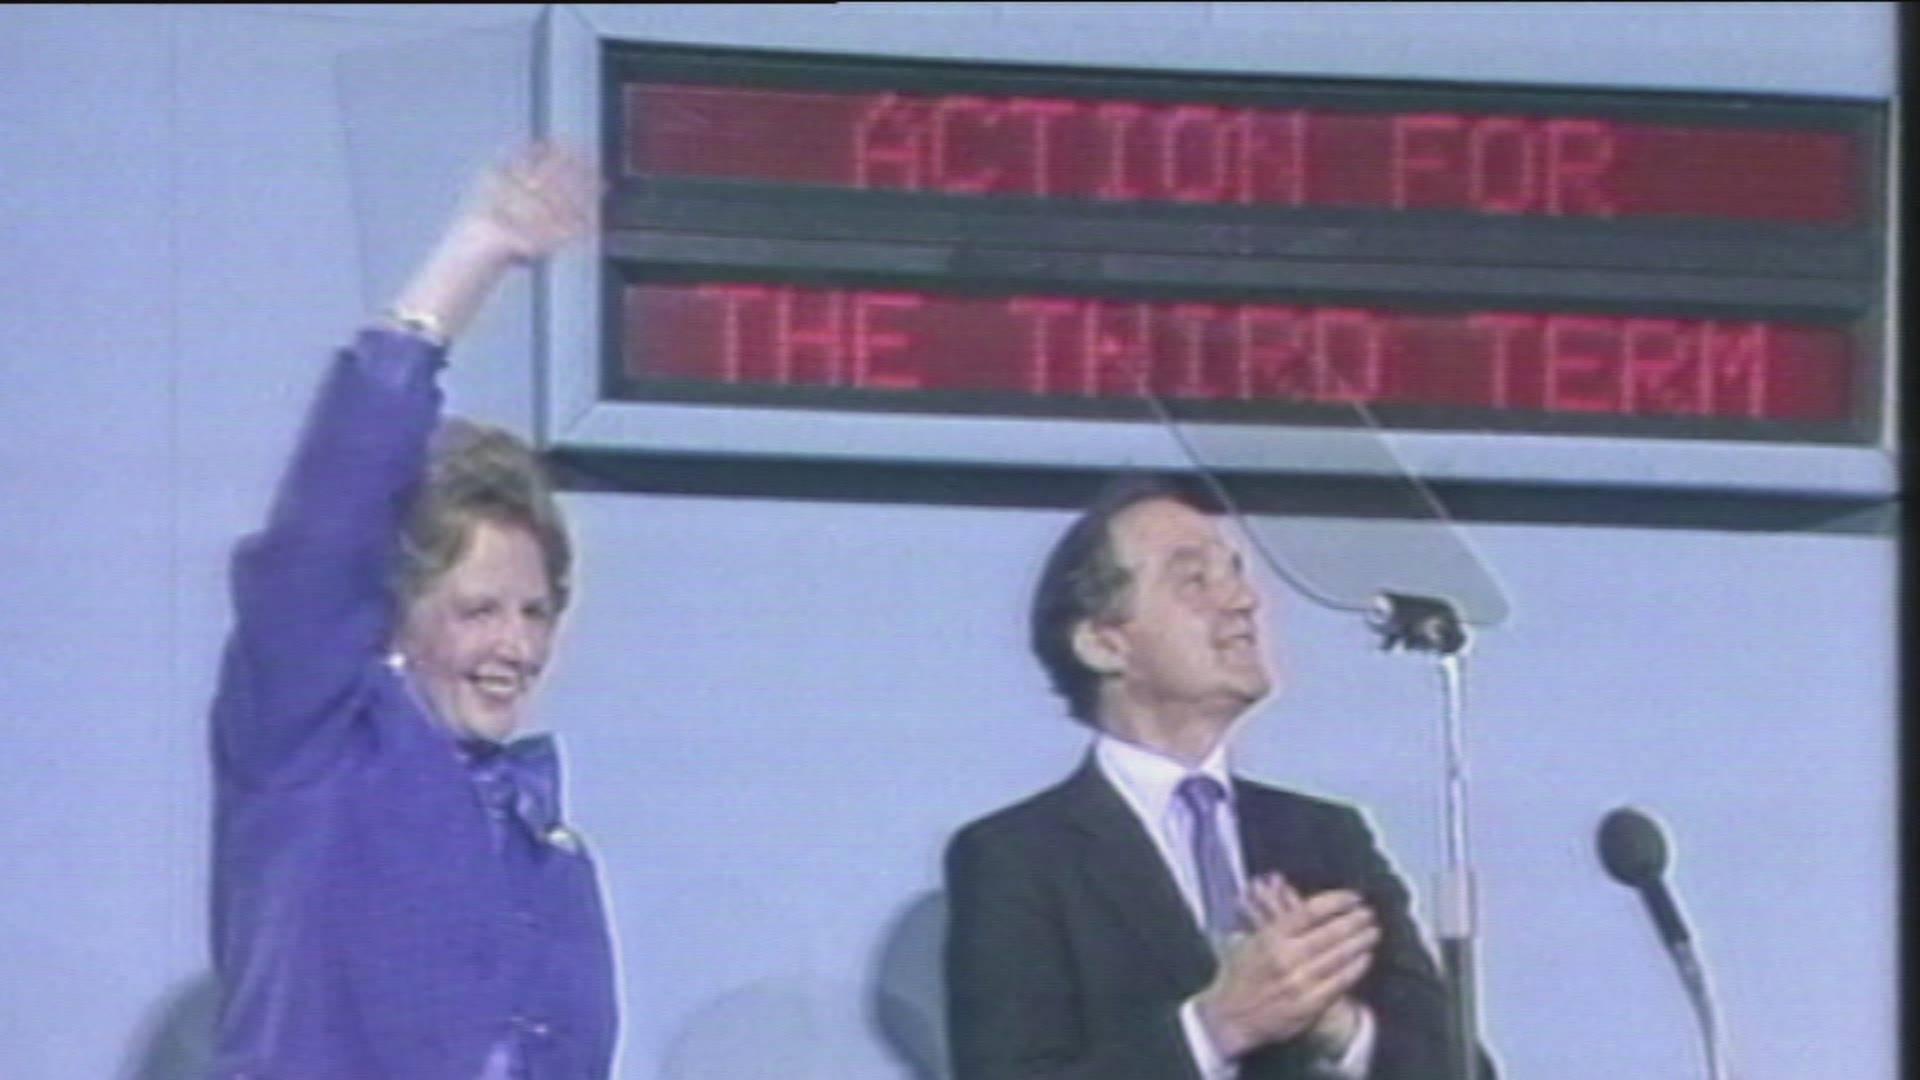 ACTION FOR
THE THIRD TERM